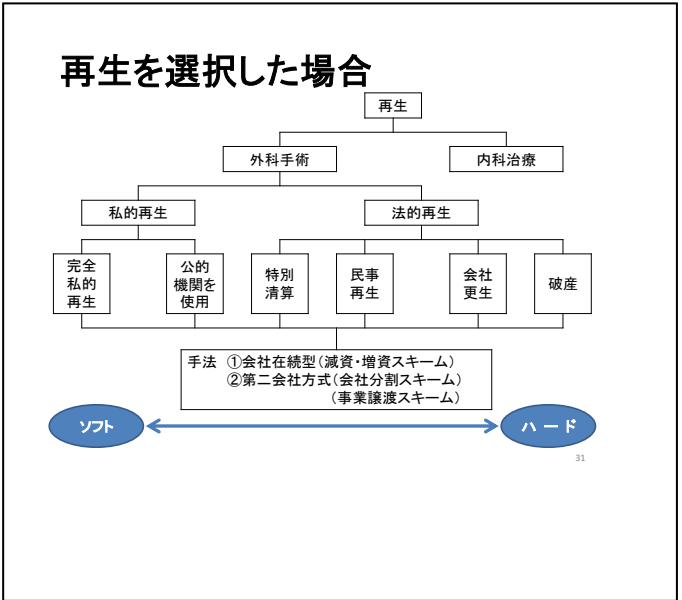 再生を選択した場合
再生
外科手術
内科治療
私的再生
法的再生
完全
私的
再生
公的
機関を
使用
特別
清算
民事
再生
会社
更生
破産
手法 ①会社在続型(減資・増資スキーム)
②第二会社方式(会社分割スキーム)
(事業譲渡スキーム)
ソフト
ハード
31